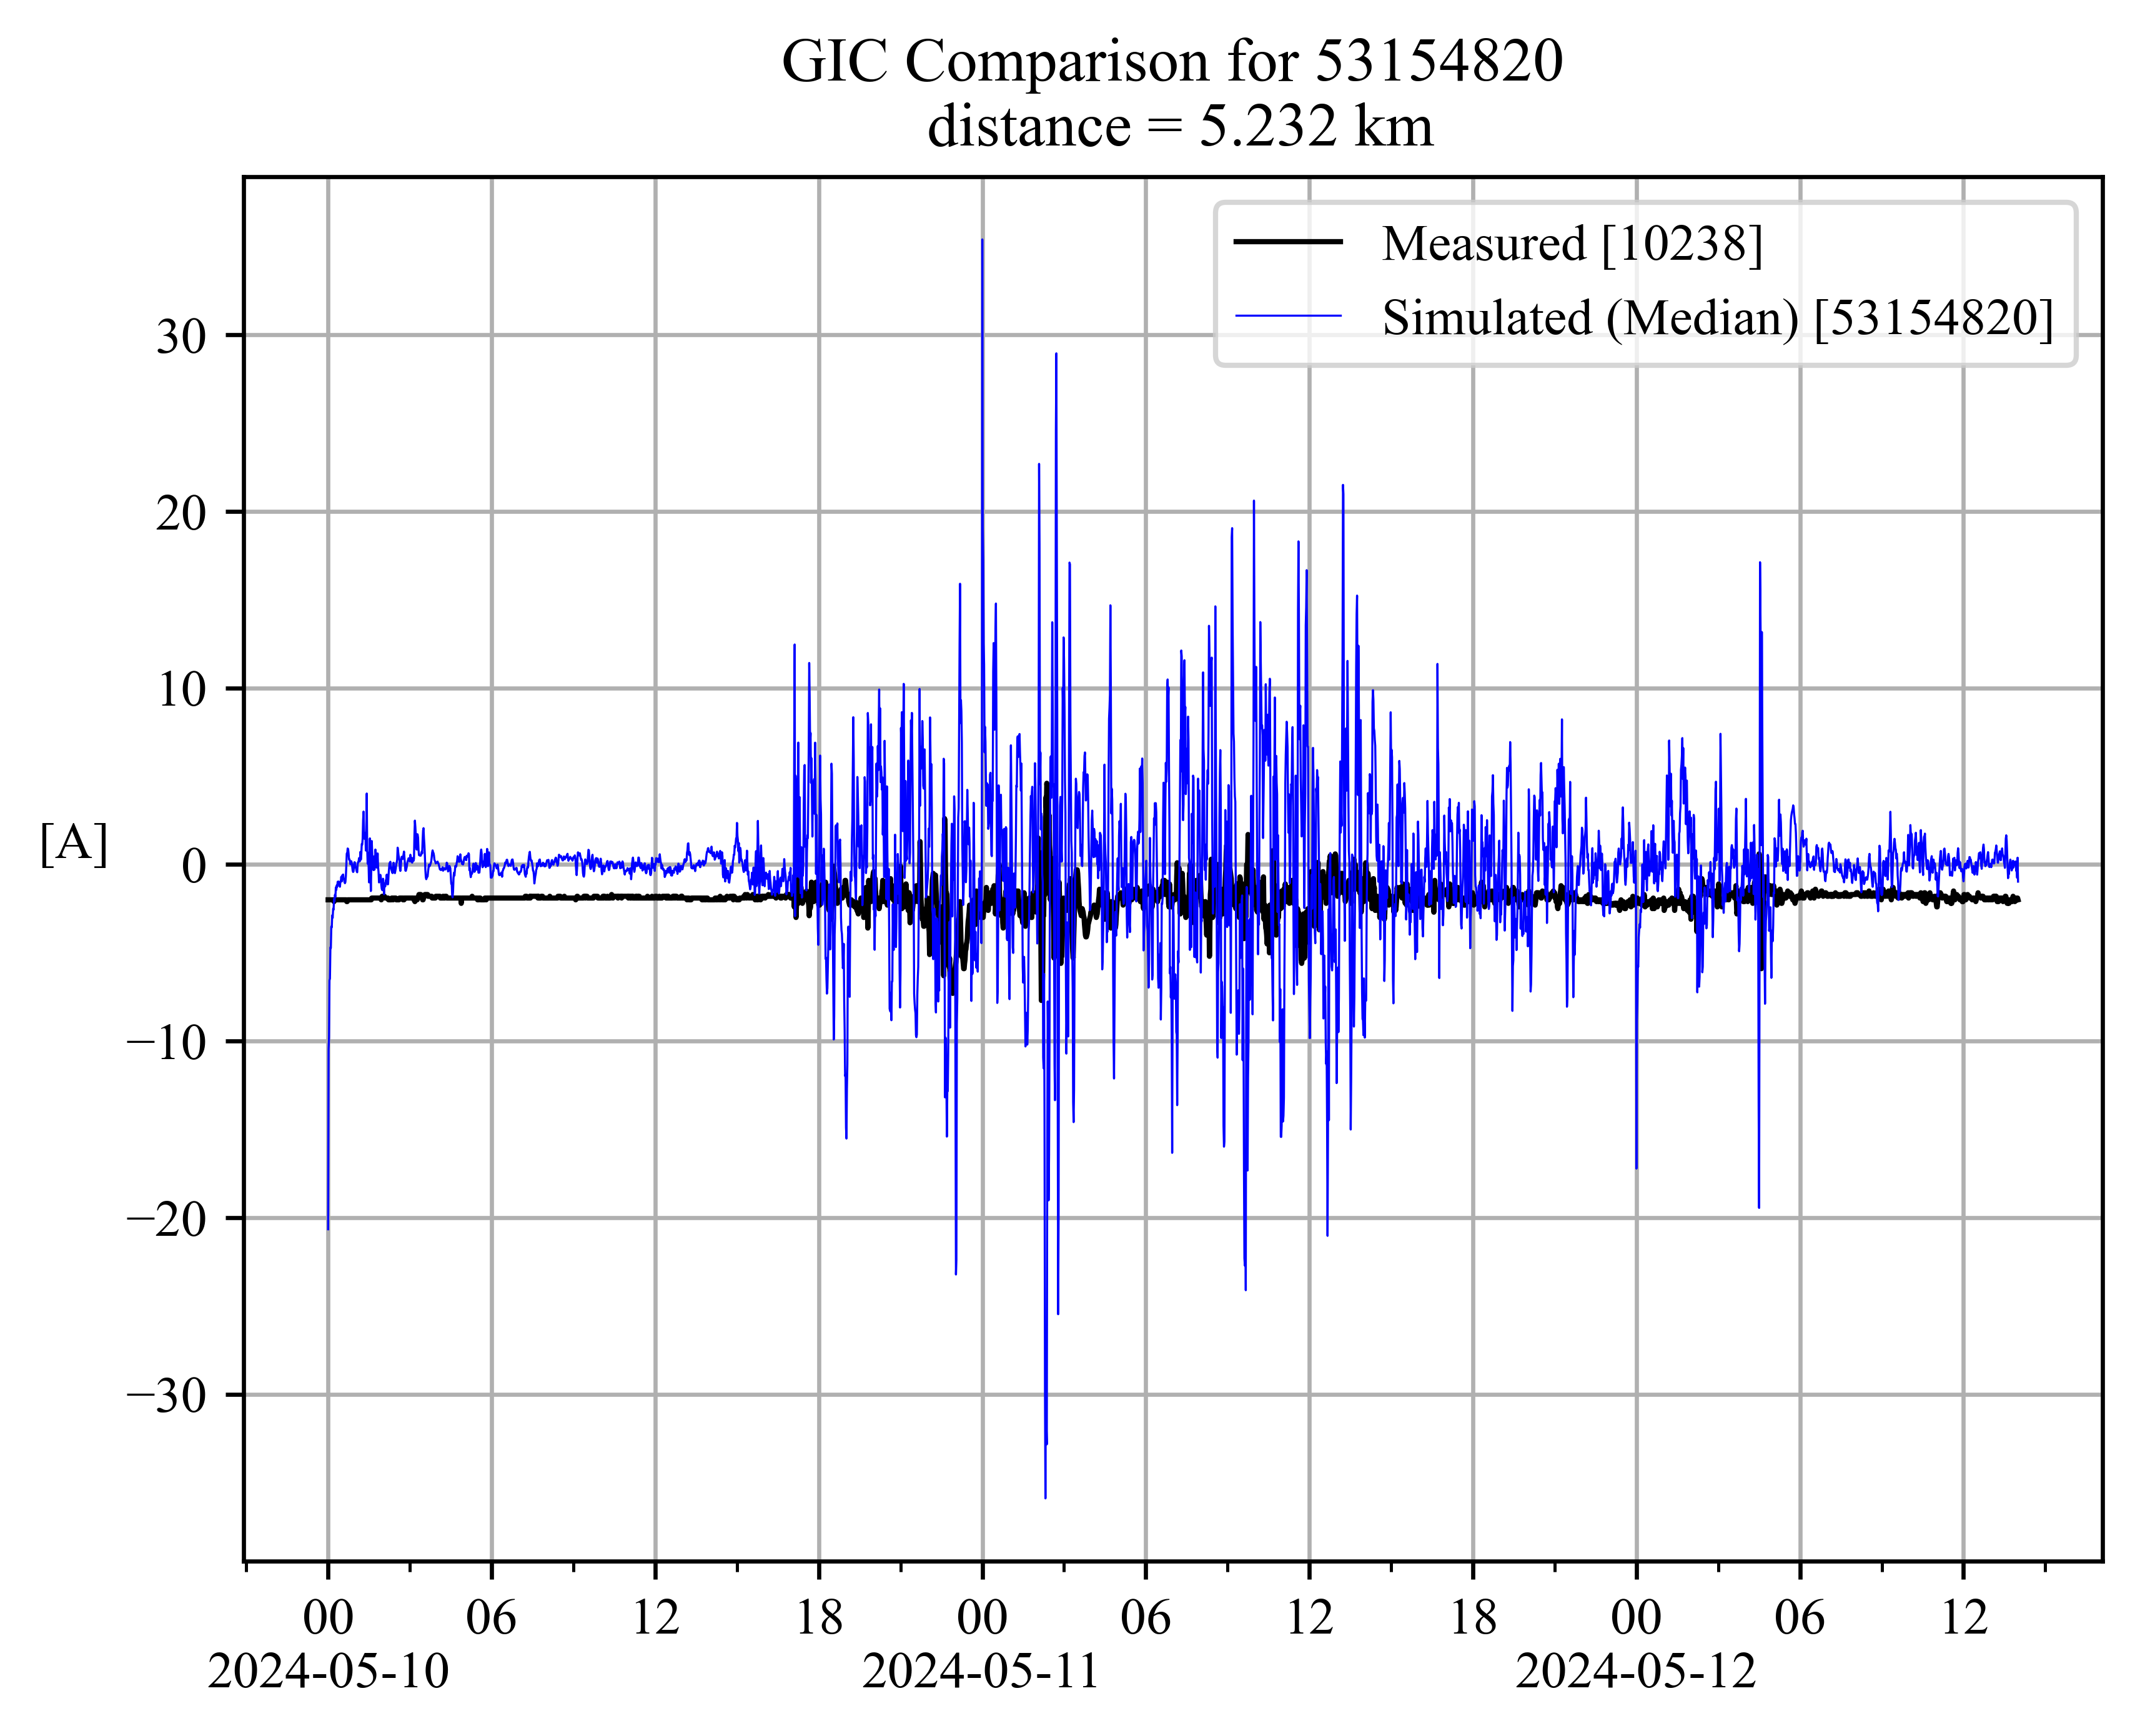 GIC Comparison for 53154820
distance = 5.232 km
Measured [10238]
Simulated (Median) [53154820]
[A]
30
20
10
0
−10
−20
−30
00 06 12 18 00 06 12 18 00 06 12
2024-05-10 2024-05-11 2024-05-12